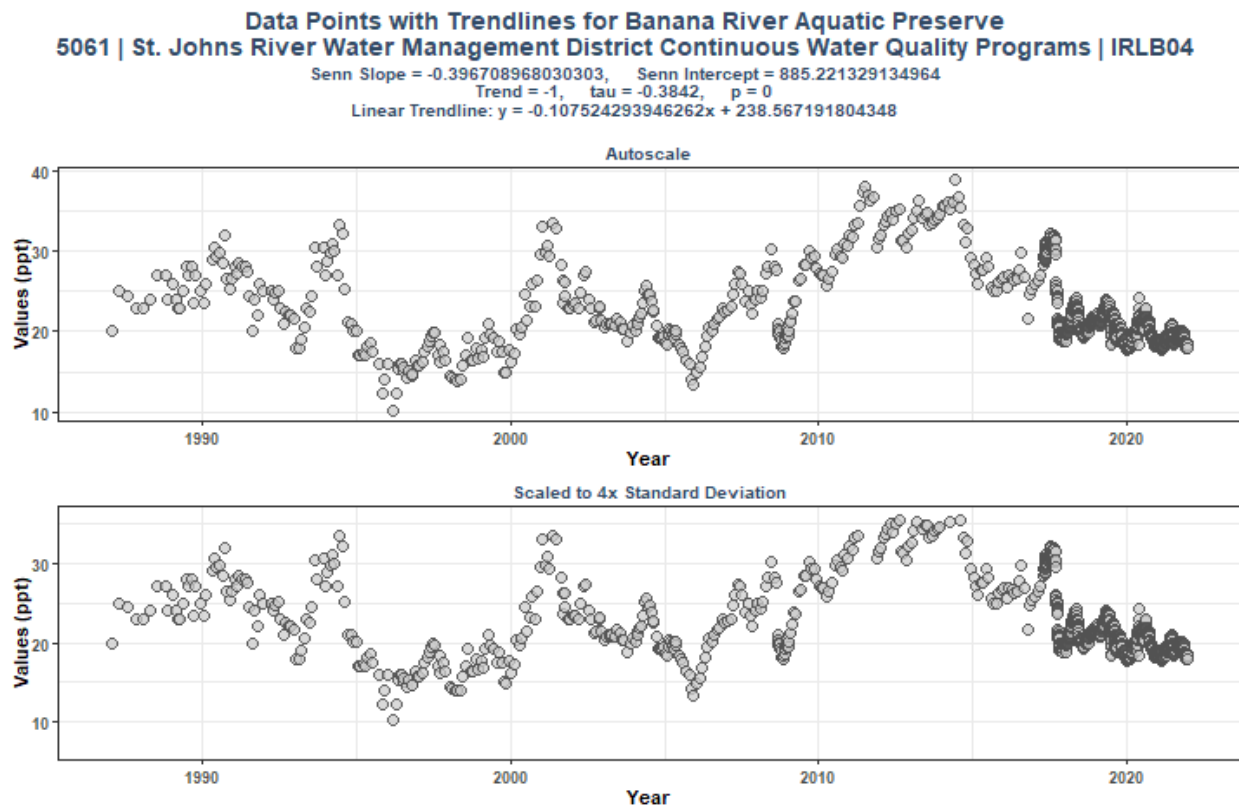 Data Points with Trendlines for Banana River Aquatic Preserve
5061 | St. Johns River Water Management District Continuous Water Quality Programs | IRLB04
Senn Slope = -0.396708968030303, Senn Intercept = 885.221329134964
Trend = -1, tau = -0.3842, p = 0
Linear Trendline: y = -0.107524293946262x + 238.567191804348
Autoscale
40
30
20
10
Values (ppt)
1990 2000 2010 2020
Year
Scaled to 4x Standard Deviation
30
20
10
Values (ppt)
1990 2000 2010 2020
Year